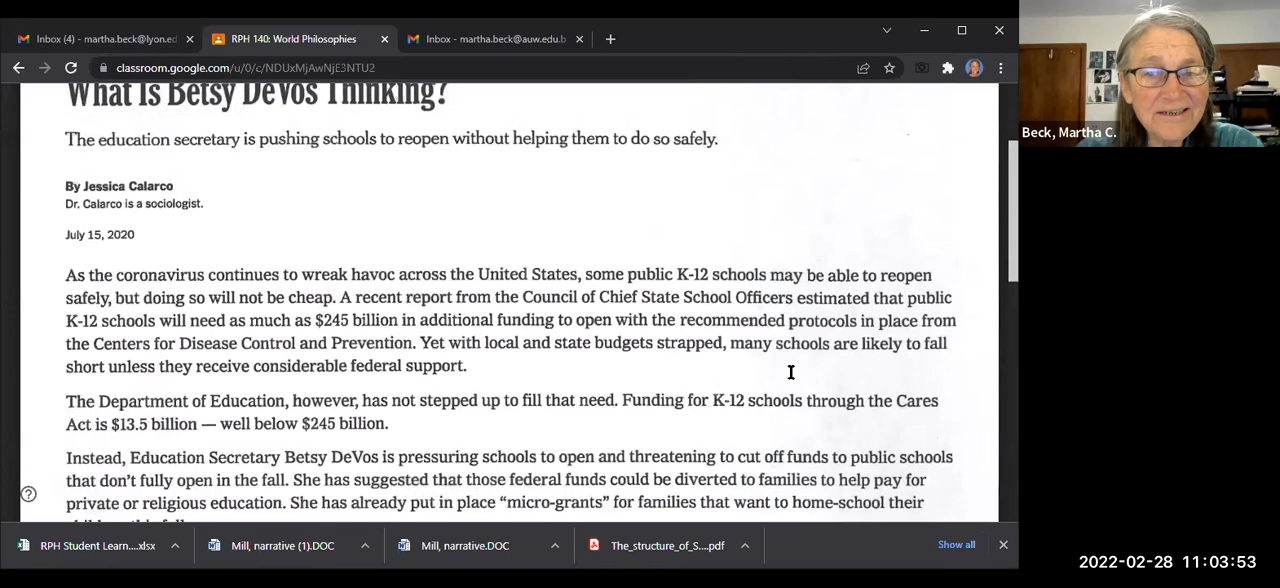 Inbox (4) - martha.beck@lyon.ed
RPH 140: World Philosophies
Inbox - martha.beck@auw.edu.b
classroom.google.com/u/0/c/NDUxMjAwNjE3NTU2
What Is Betsy DeVos Thinking?
The education secretary is pushing schools to reopen without helping them to do so safely.
By Jessica Calarco
Dr. Calarco is a sociologist.
July 15, 2020
As the coronavirus continues to wreak havoc across the United States, some public K-12 schools may be able to reopen
safely, but doing so will not be cheap. A recent report from the Council of Chief State School Officers estimated that public
K-12 schools will need as much as $245 billion in additional funding to open with the recommended protocols in place from
the Centers for Disease Control and Prevention. Yet with local and state budgets strapped, many schools are likely to fall
short unless they receive considerable federal support.
The Department of Education, however, has not stepped up to fill that need. Funding for K-12 schools through the Cares
Act is $13.5 billion — well below $245 billion.
Instead, Education Secretary Betsy DeVos is pressuring schools to open and threatening to cut off funds to public schools
that don't fully open in the fall. She has suggested that those federal funds could be diverted to families to help pay for
private or religious education. She has already put in place “micro-grants” for families that want to home-school their
RPH Student Learn....xlsx
Mill, narrative (1).DOC
Mill, narrative.DOC
The_structure_of_S....pdf
Show all
Beck, Martha C.
2022-02-28 11:03:53